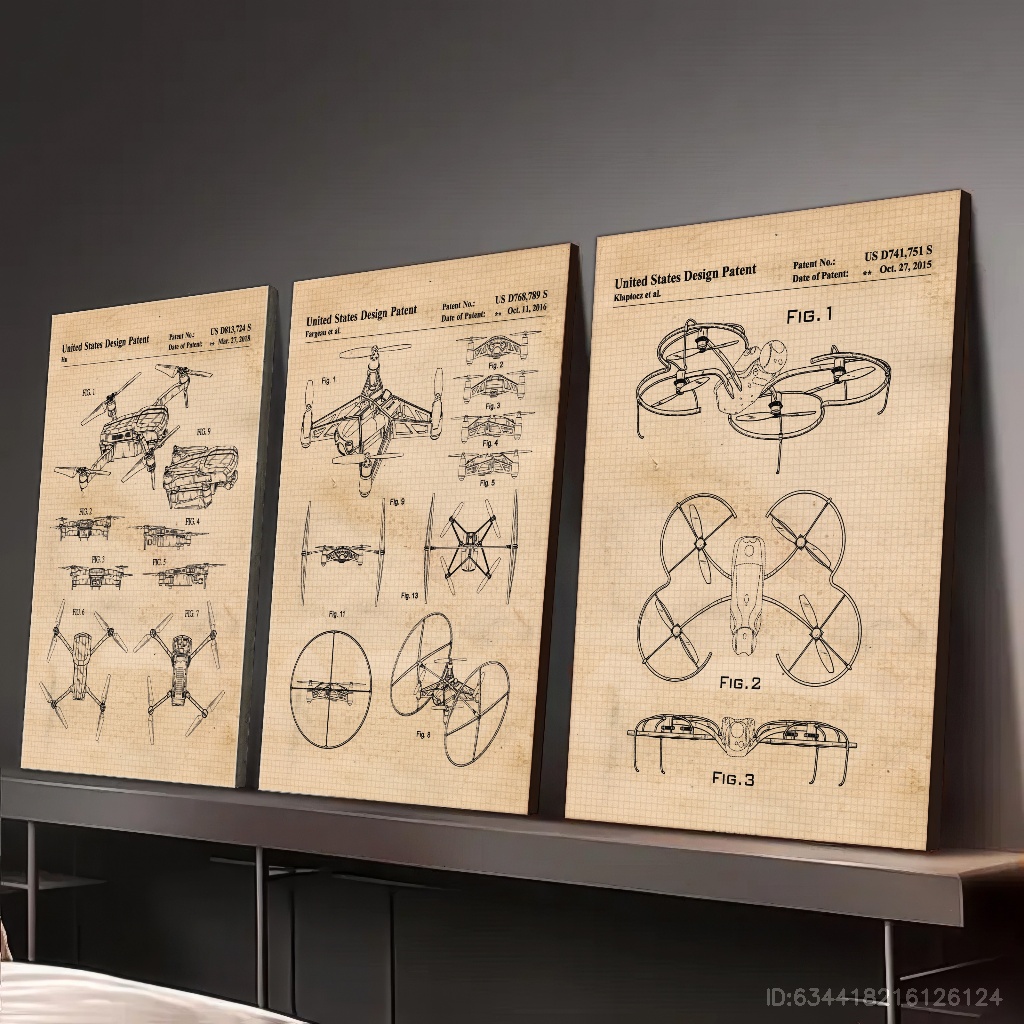 United States Design Patent
Hu
Patent No.: US D813,724 S
Date of Patent: ** Mar. 27, 2018
FIG. 1
FIG. 9
FIG. 2
FIG. 4
FIG. 3
FIG. 5
FIG. 6
FIG. 7
United States Design Patent
Fargeau et al.
Patent No.: US D768,789 S
Date of Patent: ** Oct. 11, 2016
Fig. 1
Fig. 2
Fig. 3
Fig. 4
Fig. 5
Fig. 9
Fig. 13
Fig. 11
Fig. 8
United States Design Patent
Klaptocz et al.
Patent No.: US D741,751 S
Date of Patent: ** Oct. 27, 2015
FIG. 1
FIG. 2
FIG. 3
ID:634418216126124